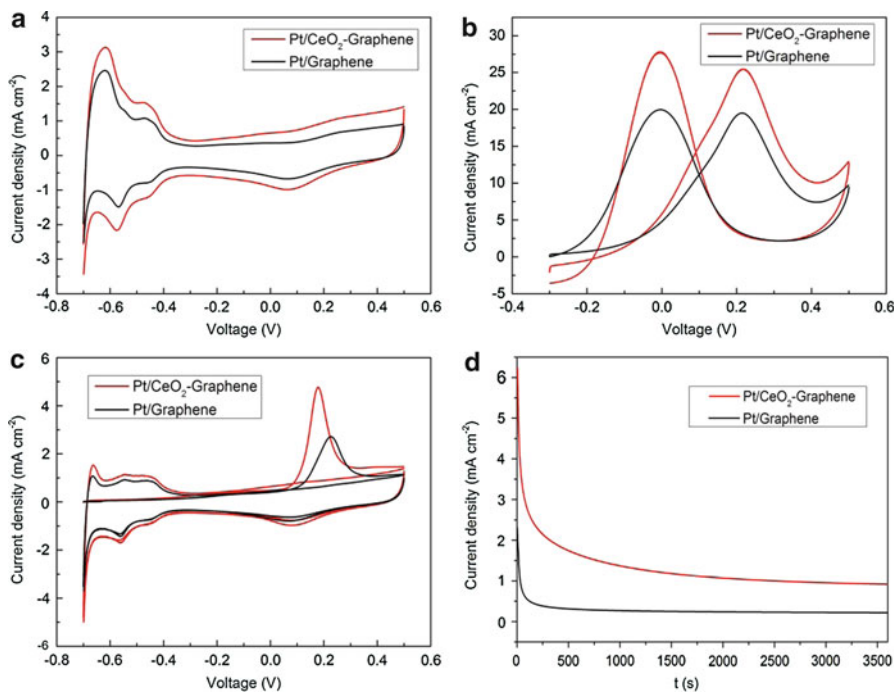 a
Pt/CeO2-Graphene
Pt/Graphene
Current density (mA cm-2)
4
3
2
1
0
-1
-2
-3
-4
-0.8 -0.6 -0.4 -0.2 0.0 0.2 0.4 0.6
Voltage (V)
b
Pt/CeO2-Graphene
Pt/Graphene
Current density (mA cm-2)
30
25
20
15
10
5
0
-5
-0.4 -0.2 0.0 0.2 0.4 0.6
Voltage (V)
c
Pt/CeO2-Graphene
Pt/Graphene
Current density (mA cm-2)
6
4
2
0
-2
-4
-6
-0.8 -0.6 -0.4 -0.2 0.0 0.2 0.4 0.6
Voltage (V)
d
Pt/CeO2-Graphene
Pt/Graphene
Current density (mA cm-2)
6
5
4
3
2
1
0
0 500 1000 1500 2000 2500 3000 3500
t (s)